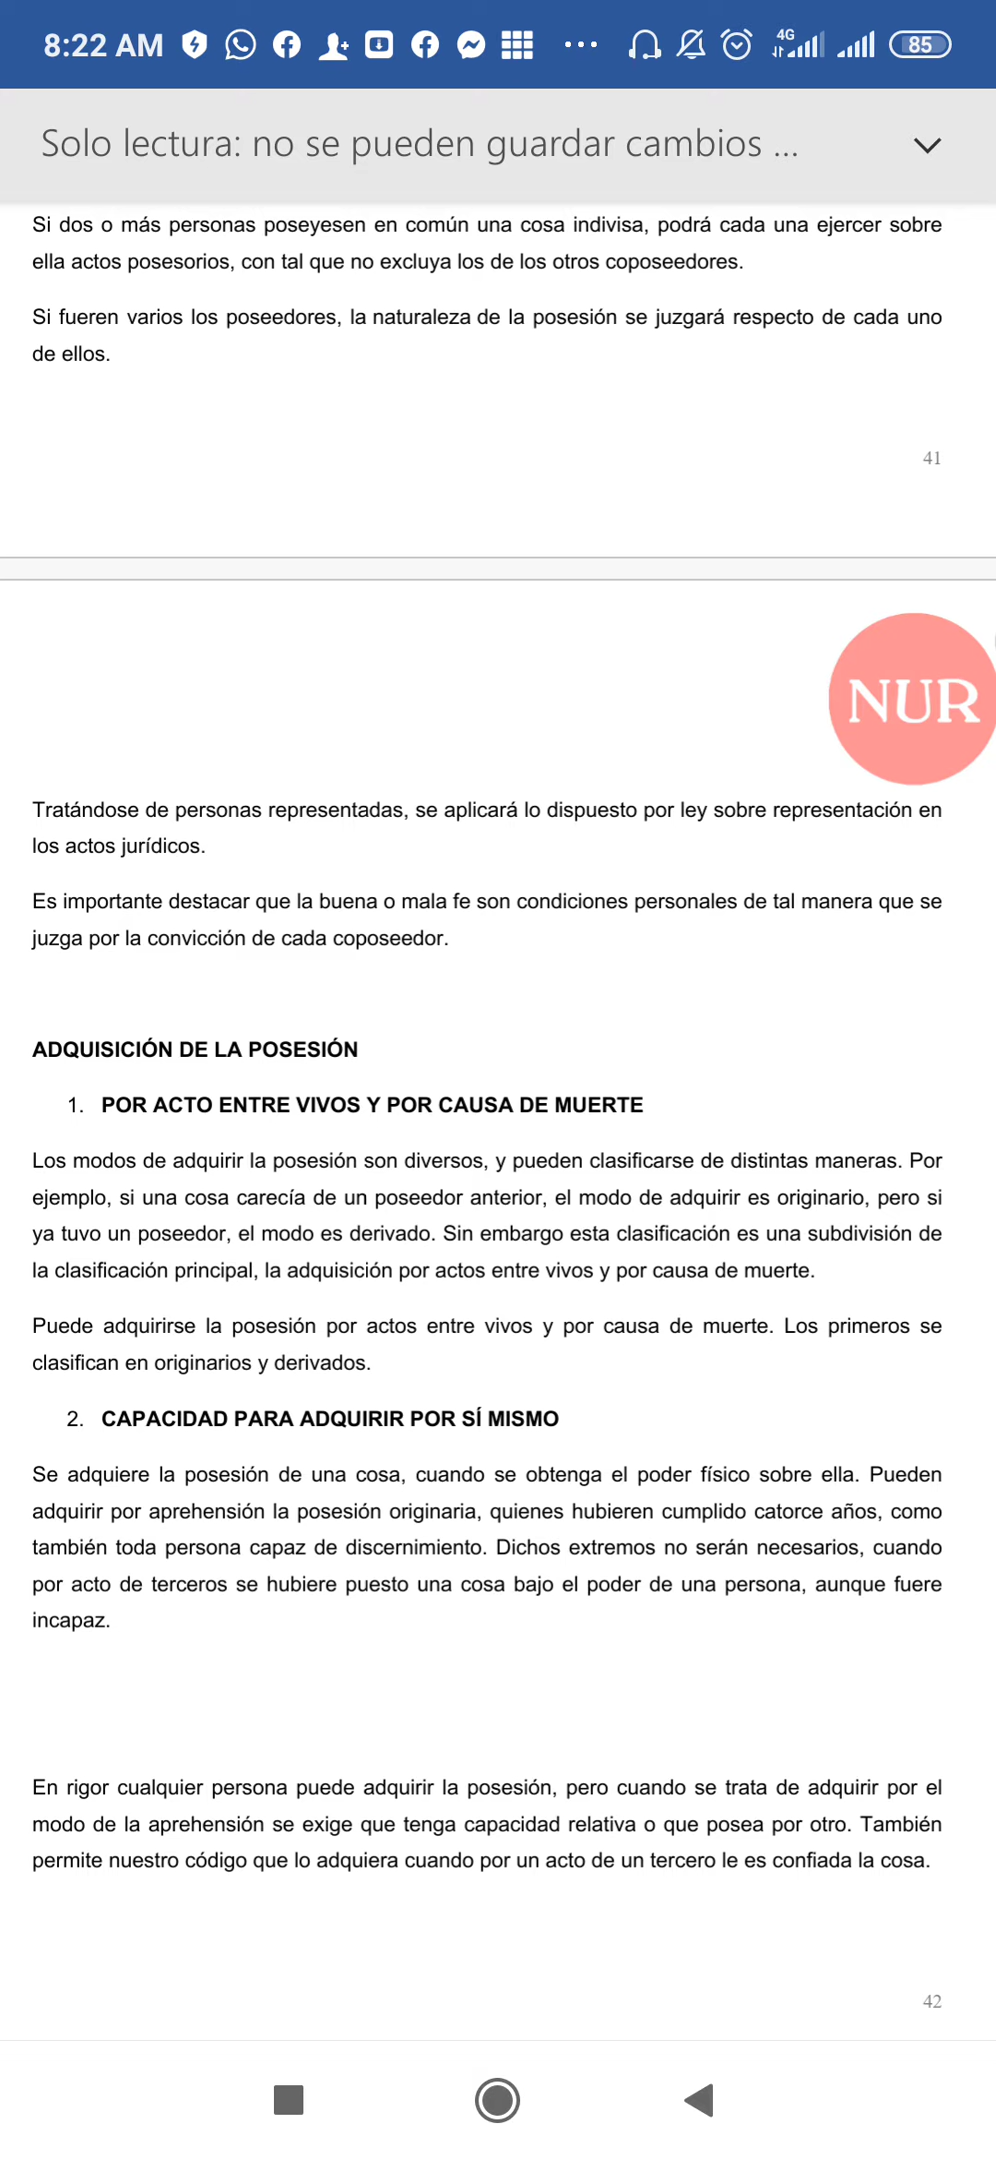 8:22 AM 4G 85
Solo lectura: no se pueden guardar cambios ...
Si dos o más personas poseyesen en común una cosa indivisa, podrá cada una ejercer sobre
ella actos posesorios, con tal que no excluya los de los otros coposeedores.
Si fueren varios los poseedores, la naturaleza de la posesión se juzgará respecto de cada uno
de ellos.
41
NUR
Tratándose de personas representadas, se aplicará lo dispuesto por ley sobre representación en
los actos jurídicos.
Es importante destacar que la buena o mala fe son condiciones personales de tal manera que se
juzga por la convicción de cada coposeedor.
ADQUISICIÓN DE LA POSESIÓN
1. POR ACTO ENTRE VIVOS Y POR CAUSA DE MUERTE
Los modos de adquirir la posesión son diversos, y pueden clasificarse de distintas maneras. Por
ejemplo, si una cosa carecía de un poseedor anterior, el modo de adquirir es originario, pero si
ya tuvo un poseedor, el modo es derivado. Sin embargo esta clasificación es una subdivisión de
la clasificación principal, la adquisición por actos entre vivos y por causa de muerte.
Puede adquirirse la posesión por actos entre vivos y por causa de muerte. Los primeros se
clasifican en originarios y derivados.
2. CAPACIDAD PARA ADQUIRIR POR SÍ MISMO
Se adquiere la posesión de una cosa, cuando se obtenga el poder físico sobre ella. Pueden
adquirir por aprehensión la posesión originaria, quienes hubieren cumplido catorce años, como
también toda persona capaz de discernimiento. Dichos extremos no serán necesarios, cuando
por acto de terceros se hubiere puesto una cosa bajo el poder de una persona, aunque fuere
incapaz.
En rigor cualquier persona puede adquirir la posesión, pero cuando se trata de adquirir por el
modo de la aprehensión se exige que tenga capacidad relativa o que posea por otro. También
permite nuestro código que lo adquiera cuando por un acto de un tercero le es confiada la cosa.
42